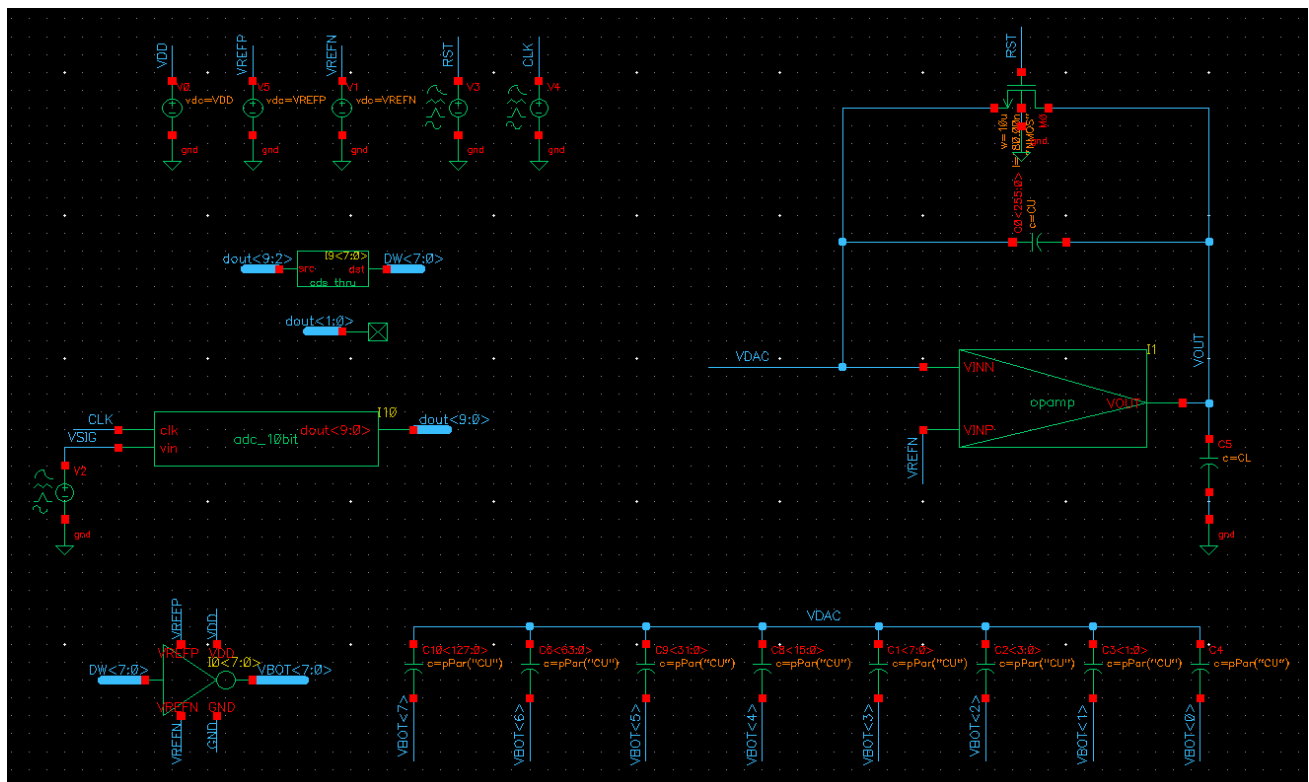 VDD
VREFP
VREFN
RST
CLK
RST
V0
vdc=VDD
V5
vdc=VREFP
V1
vdc=VREFN
V3
V4
gnd
gnd
gnd
gnd
gnd
w=10u
"NMOS"
M0
gnd
C0<255:0>
c=CU
dout<9:2>
I9<7:0>
DW<7:0>
src
dst
cds_thru
dout<1:0>
VDAC
I1
VOUT
VINN
opamp
VOUT
VINP
VREFN
C5
c=CL
gnd
I10
CLK
clk
dout<9:0>
dout<9:0>
VSIG
vin
adc_10bit
V2
gnd
VREFP
VDD
VREFP
VDD
I0<7:0>
DW<7:0>
VBOT<7:0>
VREFN
GND
VREFN
GND
VDAC
C10<127:0>
c=pPar("CU")
C6<63:0>
c=pPar("CU")
C9<31:0>
c=pPar("CU")
c=pPar("CU")
C1<7:0>
c=pPar("CU")
C2<3:0>
c=pPar("CU")
C3<1:0>
c=pPar("CU")
C4
c=pPar("CU")
VBOT<7>
VBOT<6>
VBOT<5>
VBOT<4>
VBOT<3>
VBOT<2>
VBOT<1>
VBOT<0>